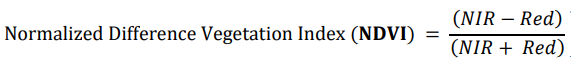 Normalized Difference Vegetation Index (NDVI) = (NIR − Red) / (NIR + Red)